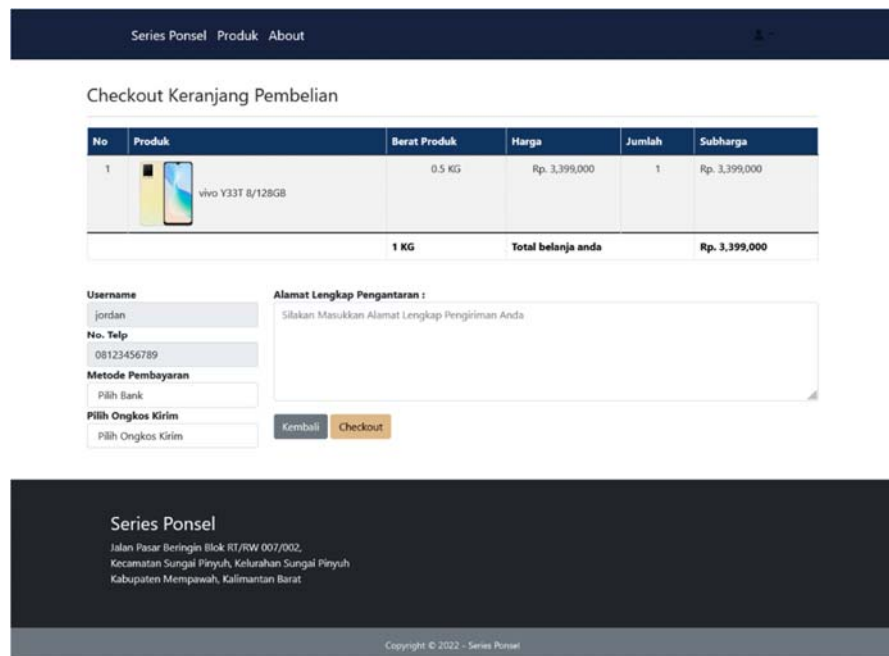 Series Ponsel Produk About
Checkout Keranjang Pembelian
No Produk Berat Produk Harga Jumlah Subharga
1 vivo Y33T 8/128GB 0.5 KG Rp. 3,399,000 1 Rp. 3,399,000
1 KG Total belanja anda Rp. 3,399,000
Username
jordan
No. Telp
08123456789
Metode Pembayaran
Pilih Bank
Pilih Ongkos Kirim
Pilih Ongkos Kirim
Alamat Lengkap Pengantaran :
Silakan Masukkan Alamat Lengkap Pengiriman Anda
Kembali Checkout
Series Ponsel
Jalan Pasar Beringin Blok RT/RW 007/002,
Kecamatan Sungai Pinyuh, Kelurahan Sungai Pinyuh
Kabupaten Mempawah, Kalimantan Barat
Copyright © 2022 - Series Ponsel